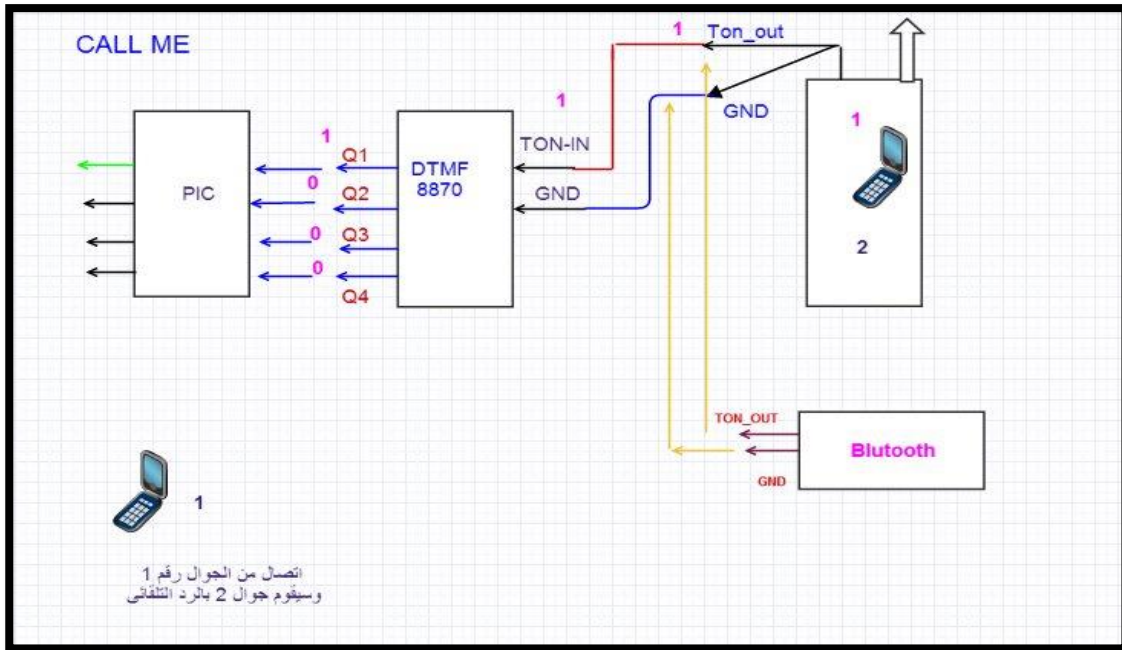 CALL ME
1
Ton_out
GND
1
1
TON-IN
GND
DTMF
8870
PIC
1
Q1
0
Q2
0
Q3
0
Q4
2
TON_OUT
GND
Blutooth
1
اتصال من الجوال رقم 1
وسيقوم جوال 2 بالرد التلقائى